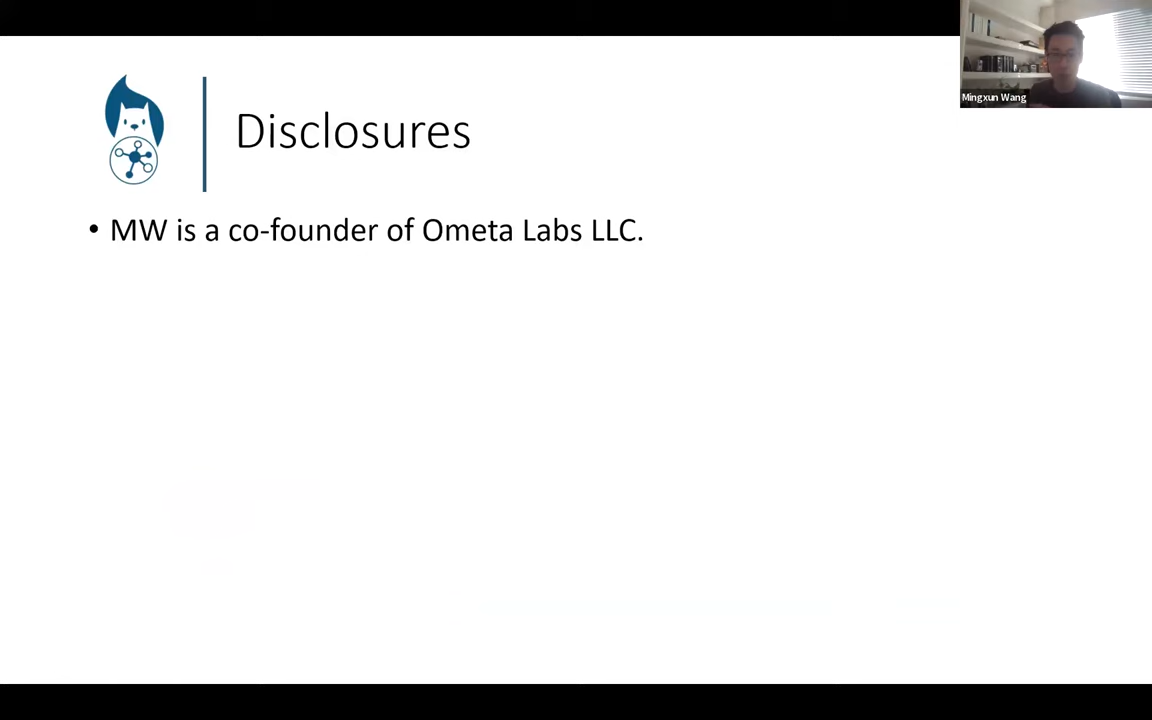 Mingxun Wang
Disclosures
• MW is a co-founder of Ometa Labs LLC.